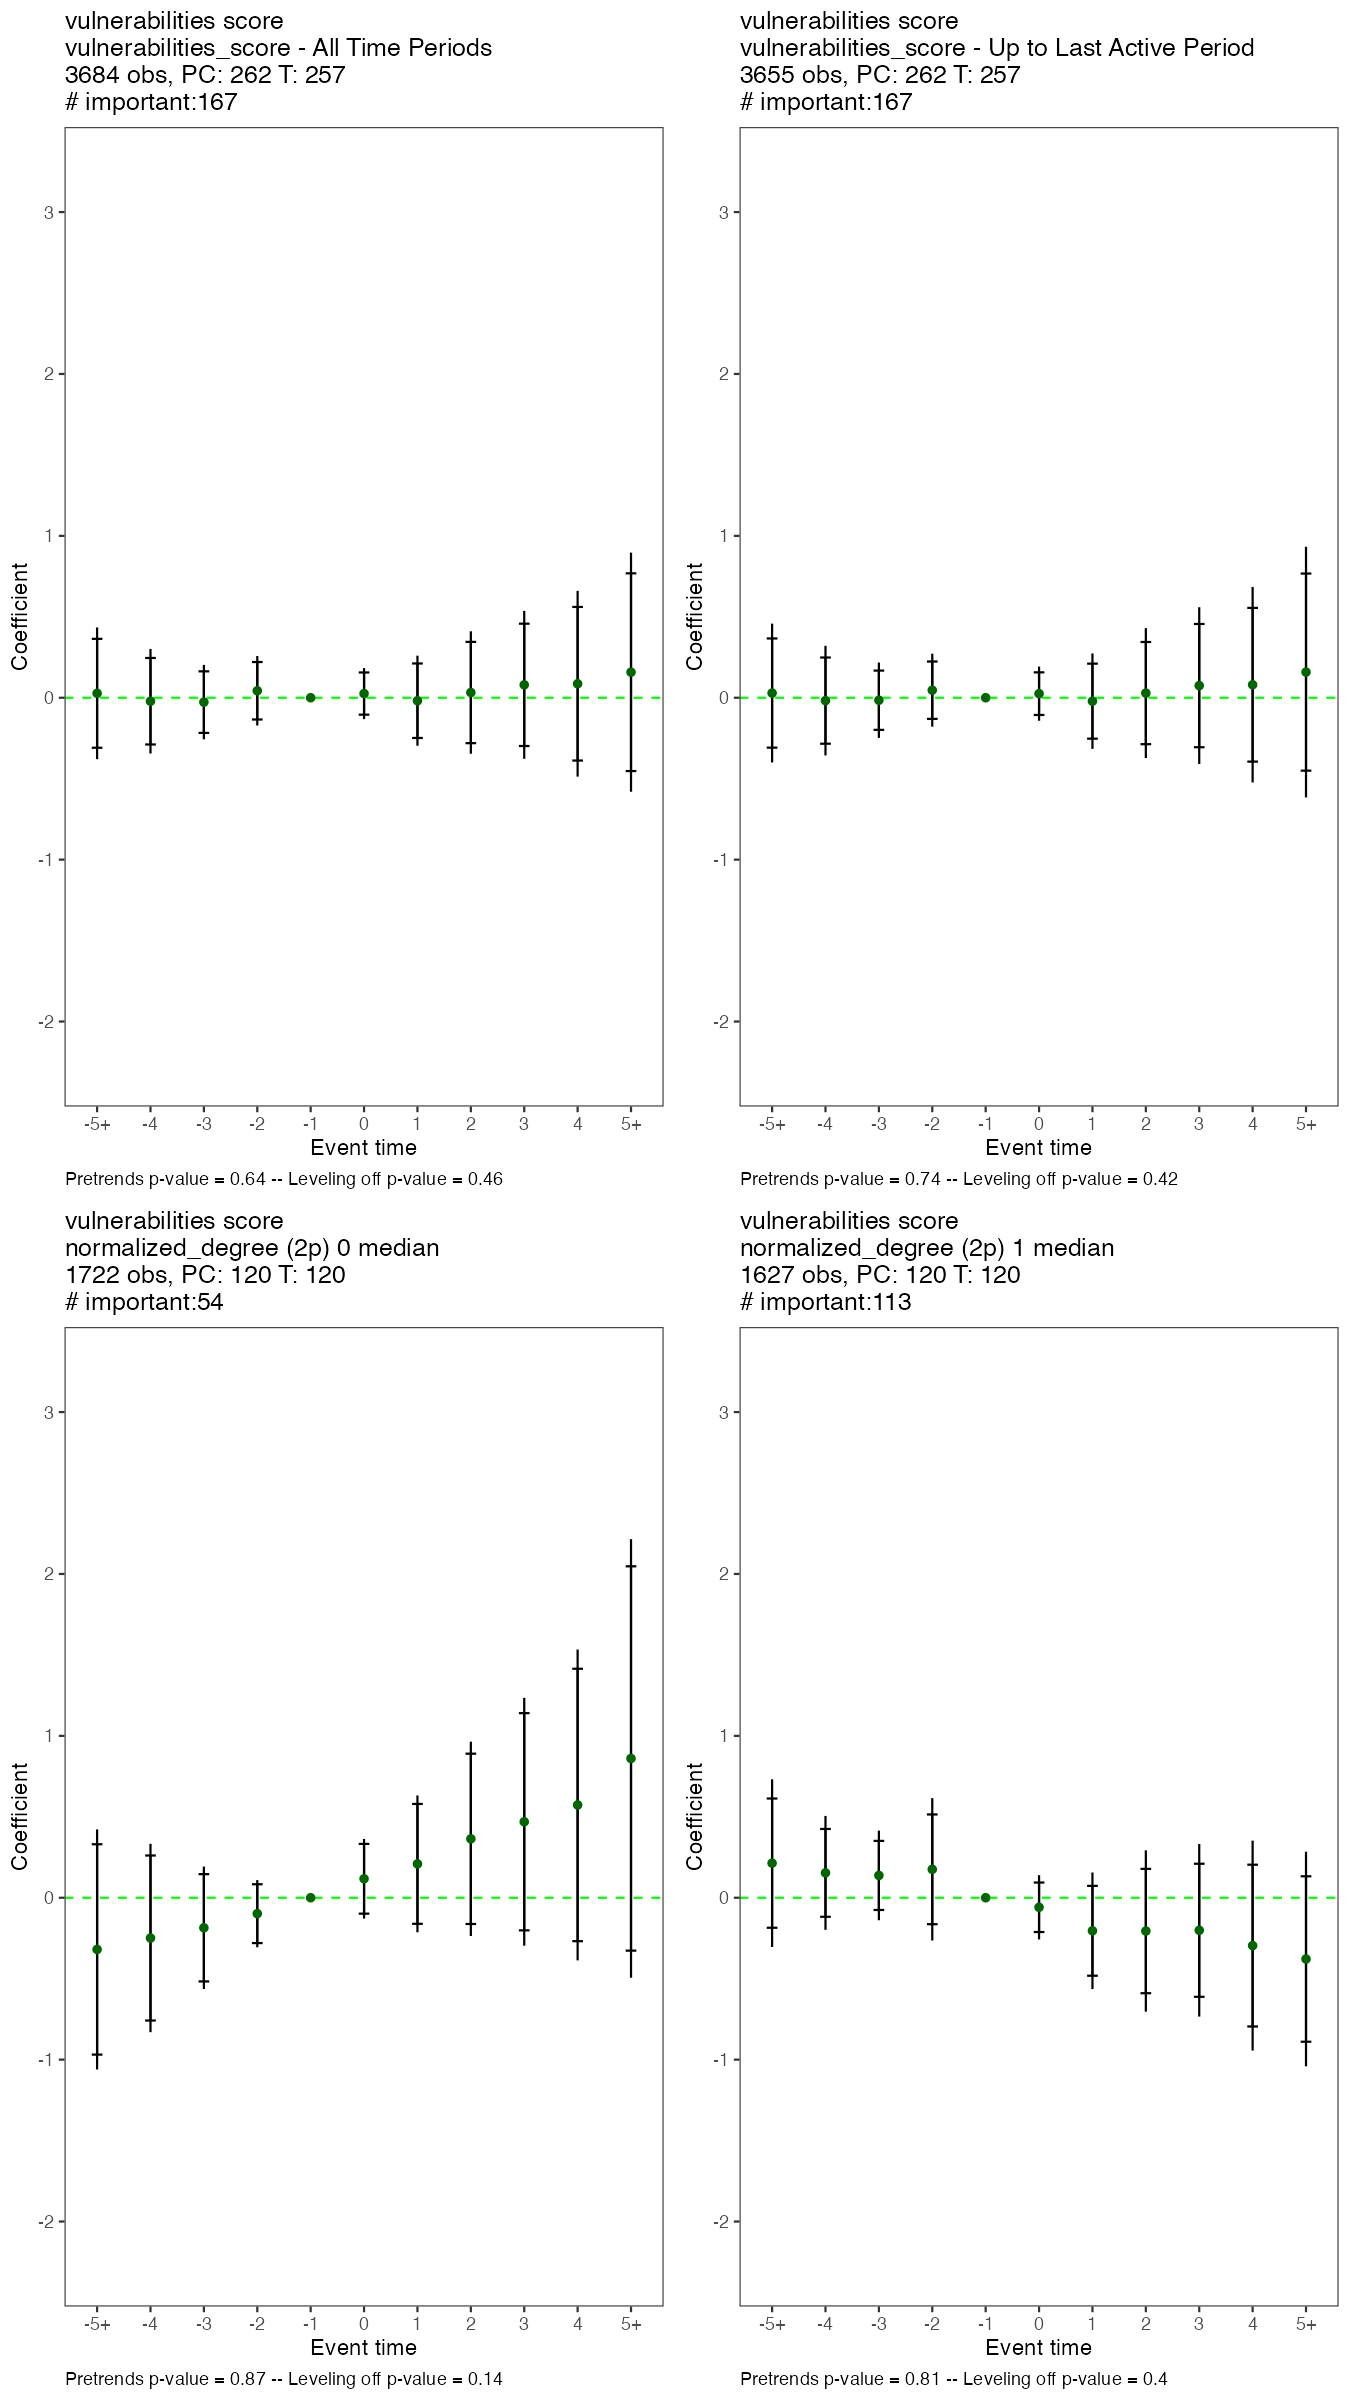 vulnerabilities score
vulnerabilities_score - All Time Periods
3684 obs, PC: 262 T: 257
# important:167
3
2
1
0
-1
-2
Coefficient
-5+ -4 -3 -2 -1 0 1 2 3 4 5+
Event time
Pretrends p-value = 0.64 -- Leveling off p-value = 0.46
vulnerabilities score
vulnerabilities_score - Up to Last Active Period
3655 obs, PC: 262 T: 257
# important:167
3
2
1
0
-1
-2
Coefficient
-5+ -4 -3 -2 -1 0 1 2 3 4 5+
Event time
Pretrends p-value = 0.74 -- Leveling off p-value = 0.42
vulnerabilities score
normalized_degree (2p) 0 median
1722 obs, PC: 120 T: 120
# important:54
3
2
1
0
-1
-2
Coefficient
-5+ -4 -3 -2 -1 0 1 2 3 4 5+
Event time
Pretrends p-value = 0.87 -- Leveling off p-value = 0.14
vulnerabilities score
normalized_degree (2p) 1 median
1627 obs, PC: 120 T: 120
# important:113
3
2
1
0
-1
-2
Coefficient
-5+ -4 -3 -2 -1 0 1 2 3 4 5+
Event time
Pretrends p-value = 0.81 -- Leveling off p-value = 0.4